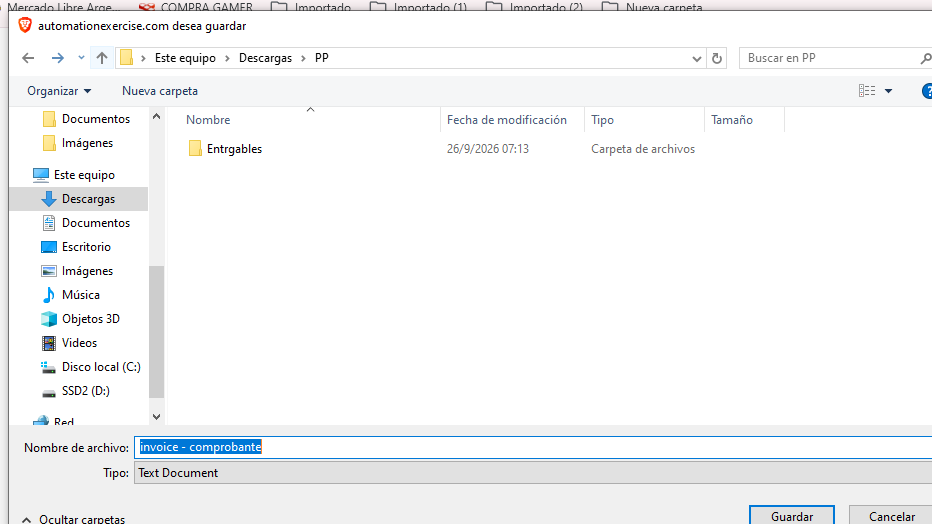 Mercado Libre Arge... COMPRA GAMER Importado Importado (1) Importado (2) Nueva carpeta
automationexercise.com desea guardar
Este equipo > Descargas > PP
Buscar en PP
Organizar Nueva carpeta
?
Nombre Fecha de modificación Tipo Tamaño
Entrgables 26/9/2026 07:13 Carpeta de archivos
Documentos
Imágenes
Este equipo
Descargas
Documentos
Escritorio
Imágenes
Música
Objetos 3D
Videos
Disco local (C:)
SSD2 (D:)
Red
Nombre de archivo: invoice - comprobante
Tipo: Text Document
Ocultar carpetas
Guardar Cancelar